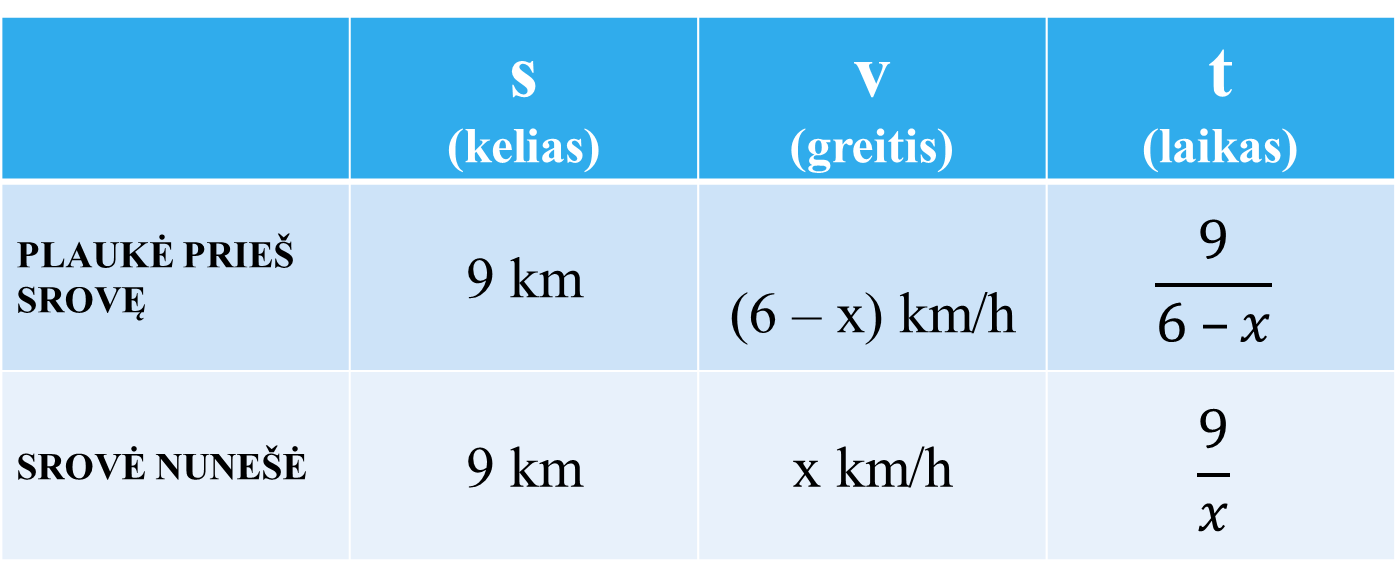 s v t
(kelias) (greitis) (laikas)
PLAUKĖ PRIEŠ
SROVĘ
9 km
(6 – x) km/h
9
6 – x
SROVĖ NUNEŠĖ
9 km
x km/h
9
x